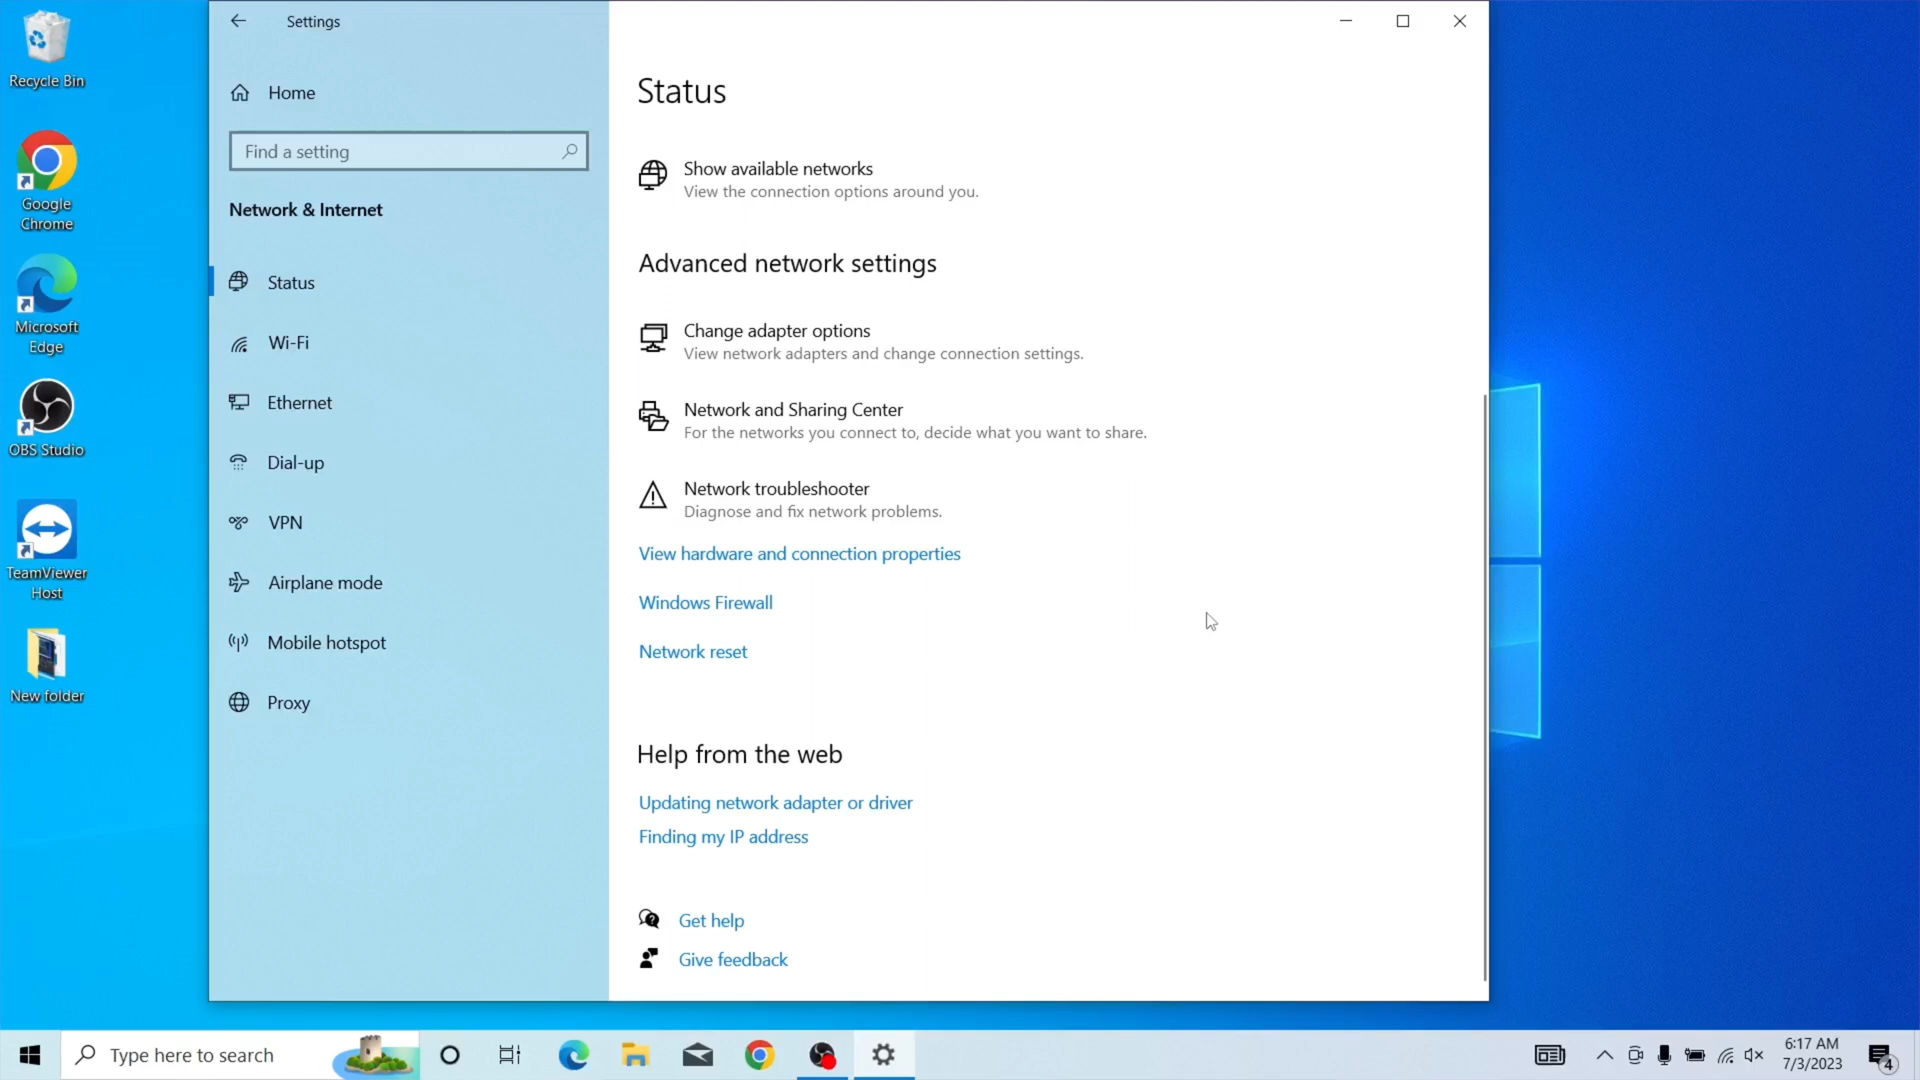 Recycle Bin
Google
Chrome
Microsoft
Edge
OBS Studio
TeamViewer
Host
New folder
Settings
Home
Find a setting
Network & Internet
Status
Wi-Fi
Ethernet
Dial-up
VPN
Airplane mode
Mobile hotspot
Proxy
Status
Show available networks
View the connection options around you.
Advanced network settings
Change adapter options
View network adapters and change connection settings.
Network and Sharing Center
For the networks you connect to, decide what you want to share.
Network troubleshooter
Diagnose and fix network problems.
View hardware and connection properties
Windows Firewall
Network reset
Help from the web
Updating network adapter or driver
Finding my IP address
Get help
Give feedback
Type here to search
6:17 AM
7/3/2023
4